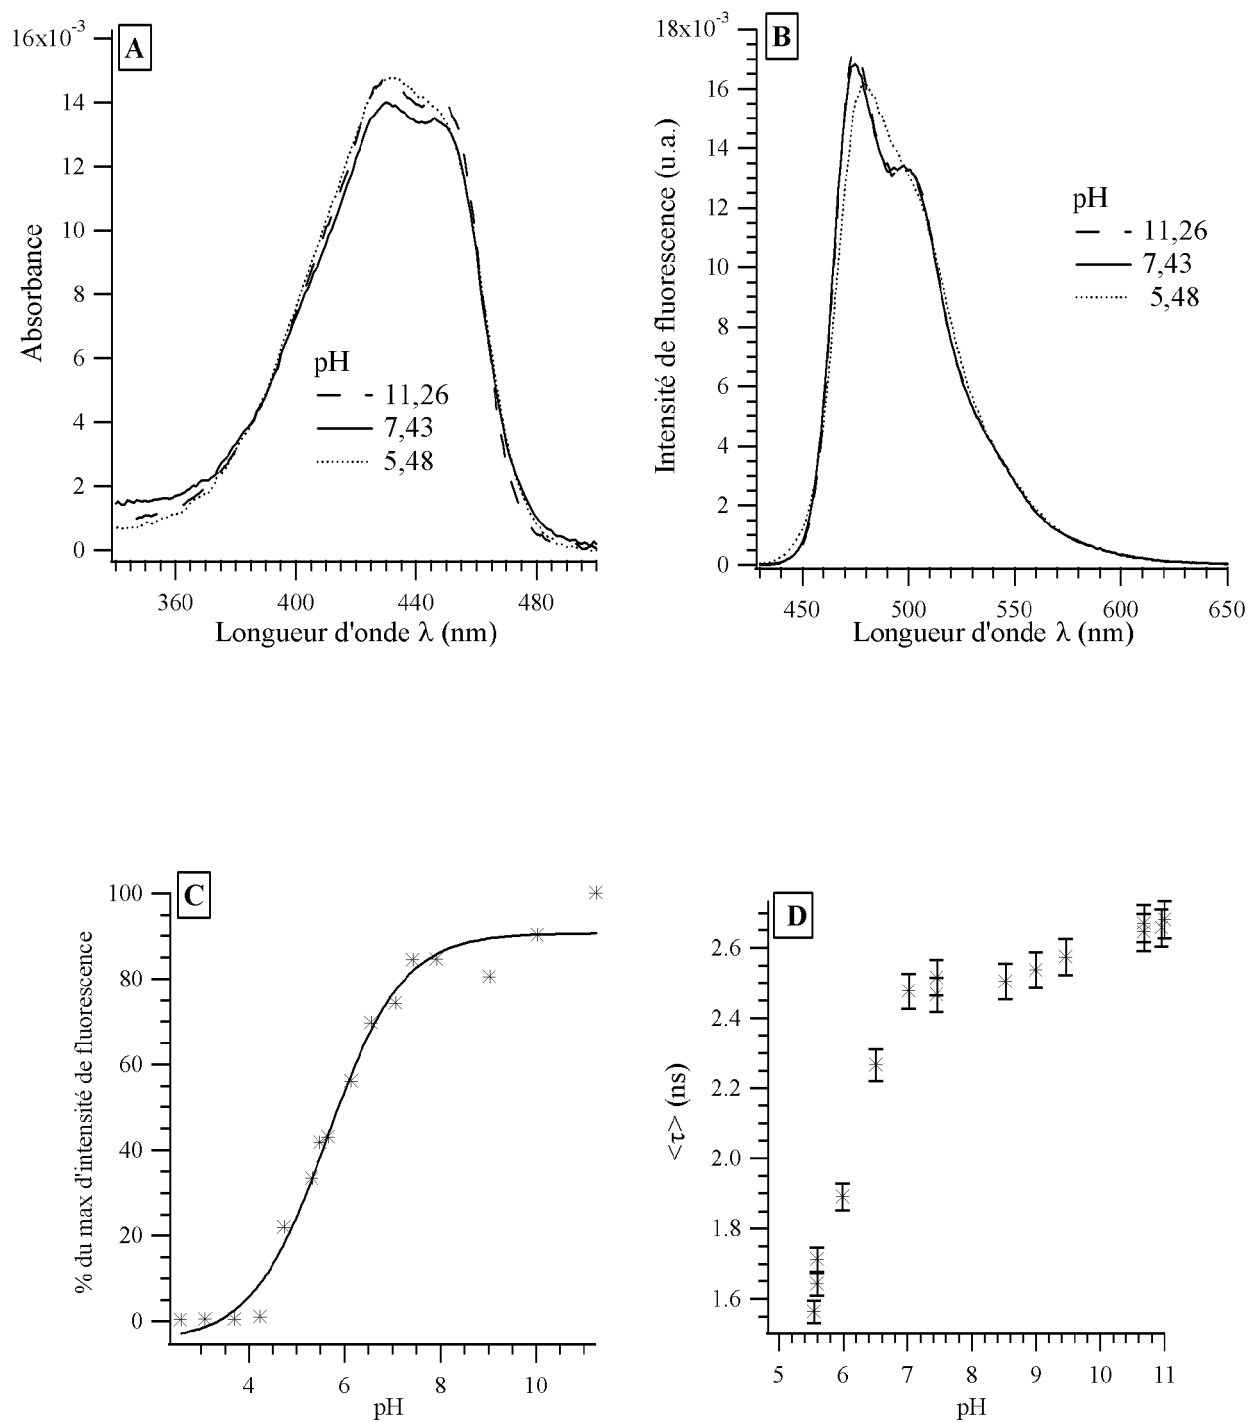 A
16x10-3
14
12
10
8
6
4
2
0
Absorbance
pH
11,26
7,43
5,48
360 400 440 480
Longueur d'onde λ (nm)
B
18x10-3
16
14
12
10
8
6
4
2
0
Intensité de fluorescence (u.a.)
pH
11,26
7,43
5,48
450 500 550 600 650
Longueur d'onde λ (nm)
C
100
80
60
40
20
0
% du max d'intensité de fluorescence
4 6 8 10
pH
D
2.6
2.4
2.2
2.0
1.8
1.6
<τ> (ns)
5 6 7 8 9 10 11
pH